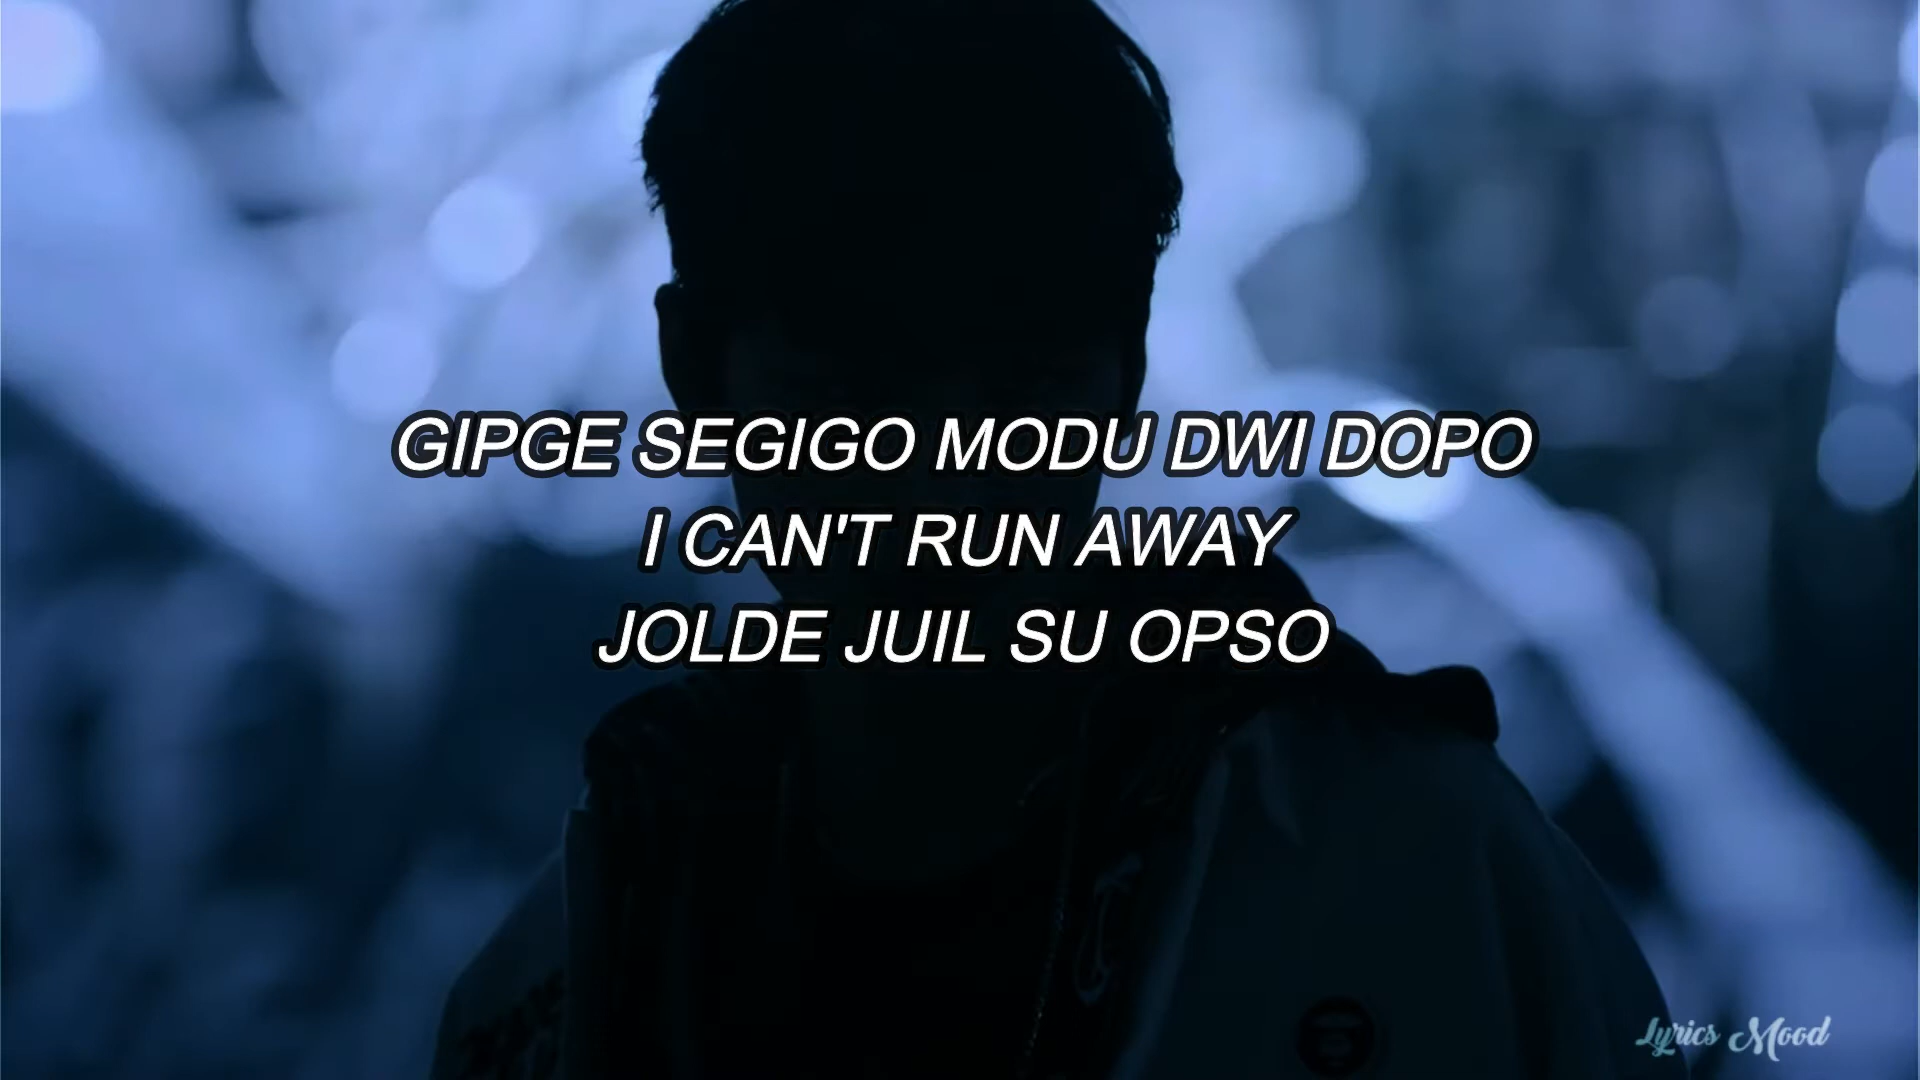 GIPGE SEGIGO MODU DWI DOPO
I CAN'T RUN AWAY
JOLDE JUIL SU OPSO
Lyrics Mood